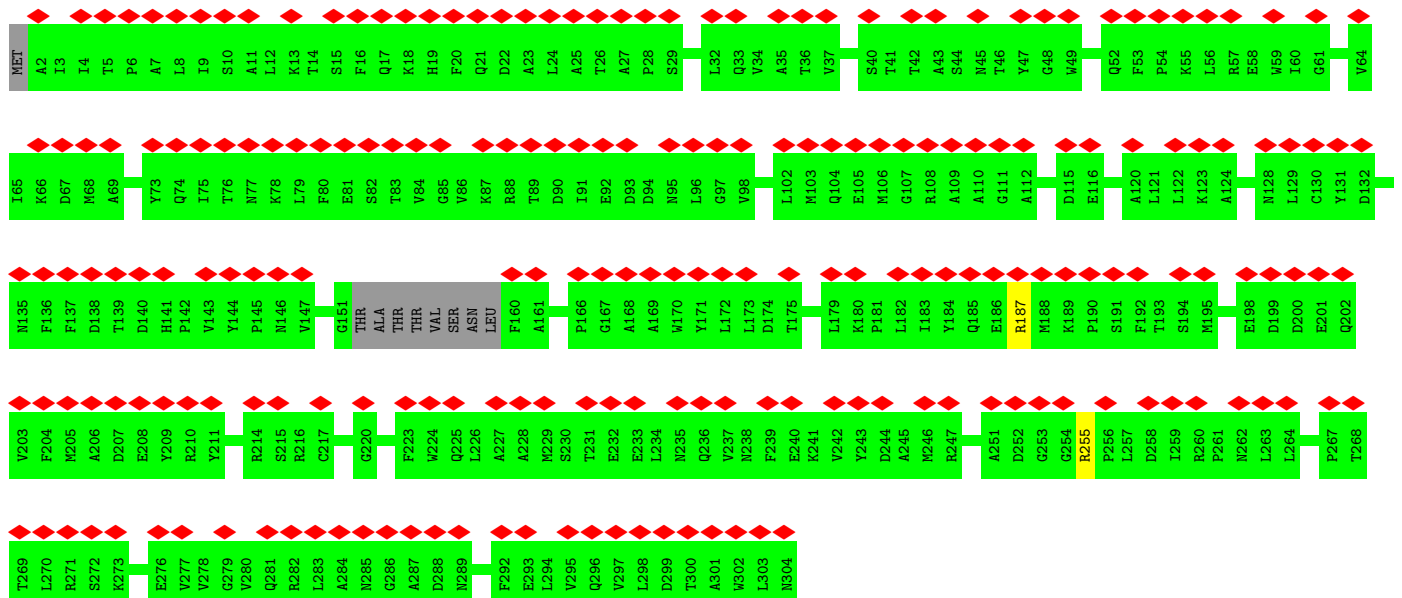 MET A2 I3 I4 T5 P6 A7 L8 I9 S10 A11 L12 K13 T14 S15 F16 Q17 K18 H19 F20 Q21 D22 A23 L24 A25 T26 A27 P28 S29 L32 Q33 V34 A35 T36 V37 S40 T41 T42 A43 S44 N45 T46 Y47 G48 W49 Q52 F53 P54 K55 L56 R57 E58 W59 I60 G61 V64
I65 K66 D67 M68 A69 Y73 Q74 I75 T76 N77 K78 L79 F80 E81 S82 T83 V84 G85 V86 K87 R88 T89 D90 I91 E92 D93 D94 N95 L96 G97 V98 L102 M103 Q104 E105 M106 G107 R108 A109 A110 G111 A112 D115 E116 A120 L121 L122 K123 A124 N128 L129 C130 Y131 D132
N135 F136 F137 D138 T139 D140 H141 P142 V143 Y144 P145 N146 V147 G151 THR ALA THR THR VAL SER ASN LEU F160 A161 P166 G167 A168 A169 W170 Y171 L172 L173 D174 T175 L179 K180 P181 L182 I183 Y184 Q185 E186 R187 M188 K189 P190 S191 F192 T193 S194 M195 E198 D199 D200 E201 Q202
V203 F204 M205 A206 D207 E208 Y209 R210 Y211 R214 S215 R216 C217 G220 F223 W224 Q225 L226 A227 A228 M229 S230 T231 E232 E233 L234 N235 Q236 V237 N238 F239 E240 K241 V242 Y243 D244 A245 M246 R247 A251 D252 G253 G254 R255 P256 L257 D258 I259 R260 P261 N262 L263 L264 P267 T268
T269 L270 R271 S272 K273 E276 V277 V278 G279 V280 Q281 R282 L283 A284 N285 G286 A287 D288 N289 F292 E293 L294 V295 Q296 V297 L298 D299 T300 A301 W302 L303 N304